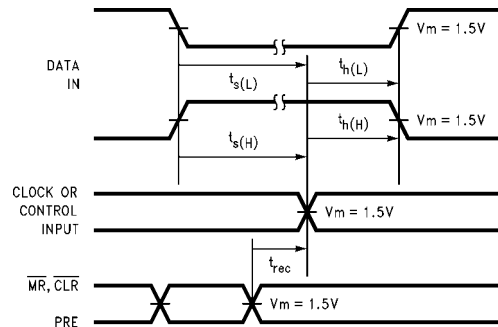 Vm = 1.5V
DATA
IN
ts(L)
th(L)
Vm = 1.5V
ts(H)
th(H)
CLOCK OR
CONTROL
INPUT
Vm = 1.5V
trec
MR, CLR
PRE
Vm = 1.5V